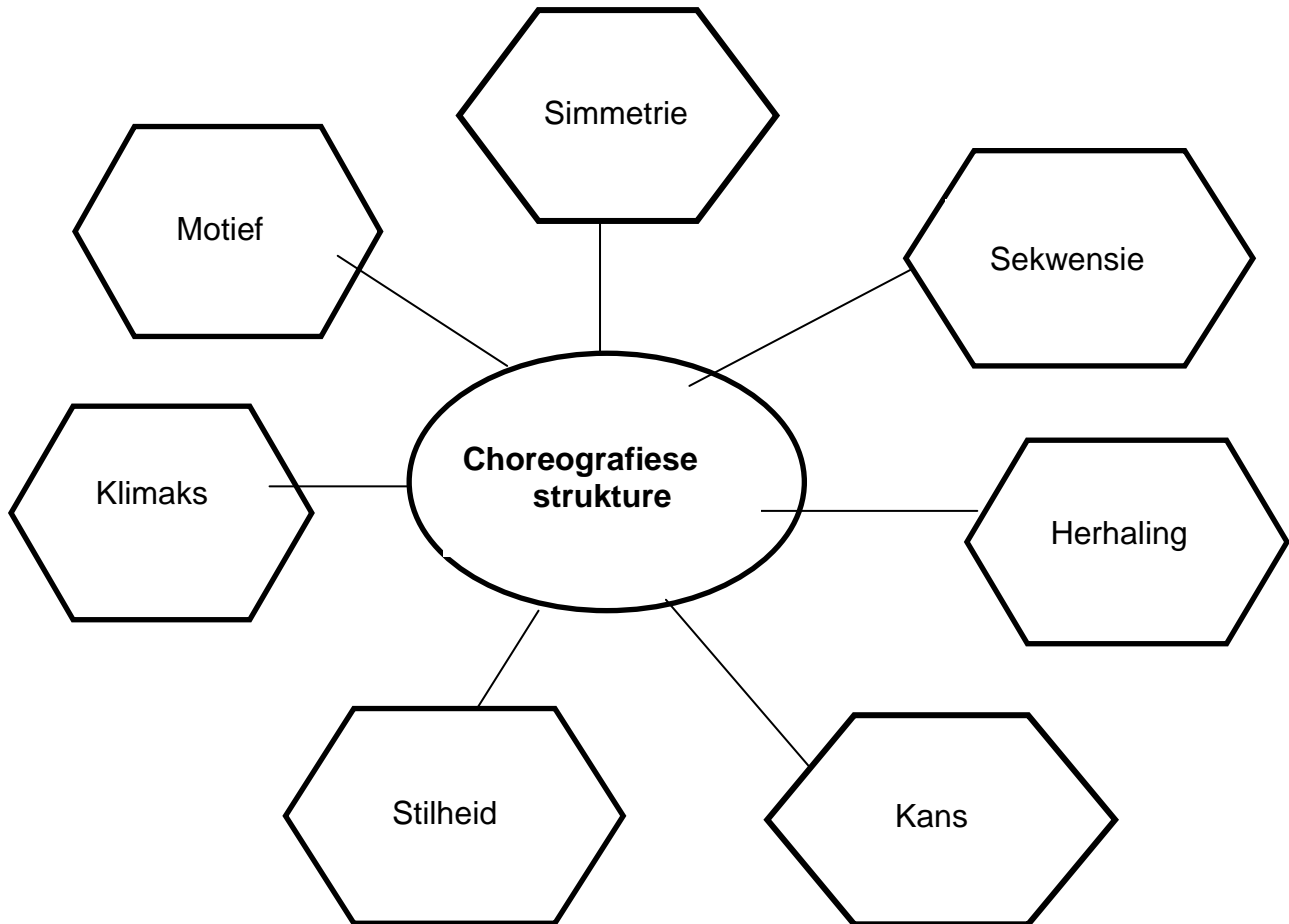 Simmetrie
Motief
Sekwensie
Choreografiese
strukture
Klimaks
Herhaling
Stilheid
Kans